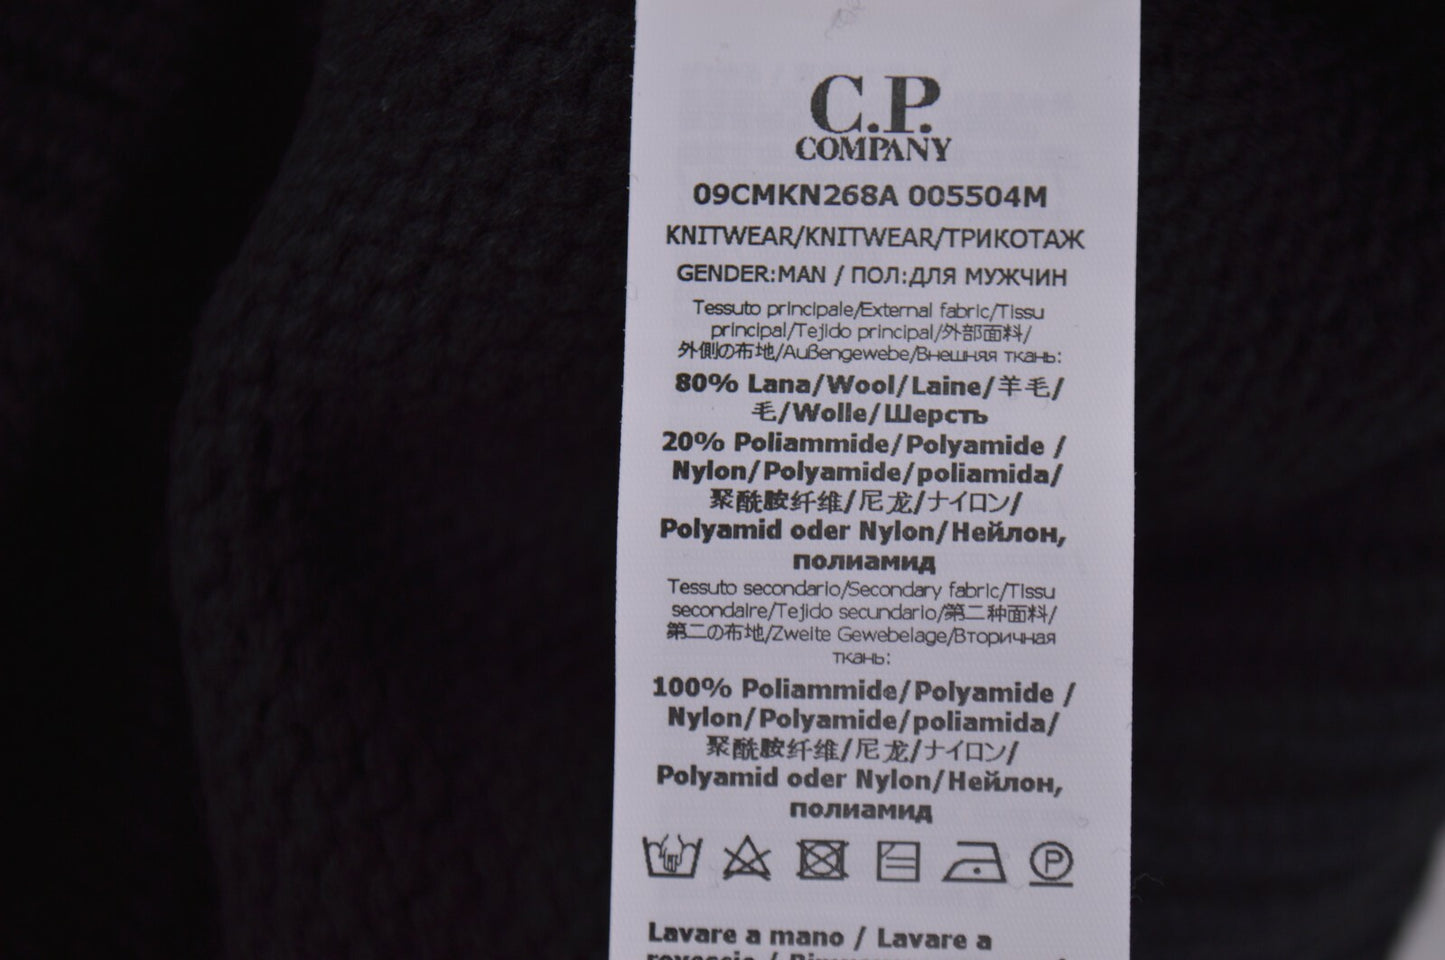 C.P.
COMPANY
09CMKN268A 005504M
KNITWEAR/KNITWEAR/ТРИКОТАЖ
GENDER:MAN / ПОЛ:ДЛЯ МУЖЧИН
Tessuto principale/External fabric/Tissu
principal/Tejido principal/外部面料/
外側の布地/Außengewebe/Внешняя ткань:
80% Lana/Wool/Laine/羊毛/
毛/Wolle/Шерсть
20% Poliammide/Polyamide /
Nylon/Polyamide/poliamida/
聚酰胺纤维/尼龙/ナイロン/
Polyamid oder Nylon/Нейлон,
полиамид
Tessuto secondario/Secondary fabric/Tissu
secondaire/Tejido secundario/第二种面料/
第二の布地/Zweite Gewebelage/Вторичная
ткань:
100% Poliammide/Polyamide /
Nylon/Polyamide/poliamida/
聚酰胺纤维/尼龙/ナイロン/
Polyamid oder Nylon/Нейлон,
полиамид
P
Lavare a mano / Lavare a